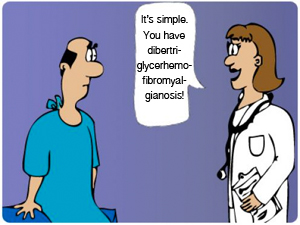 It's simple.
You have
dibertri-
glycerhemo-
fibromyal-
gianosis!